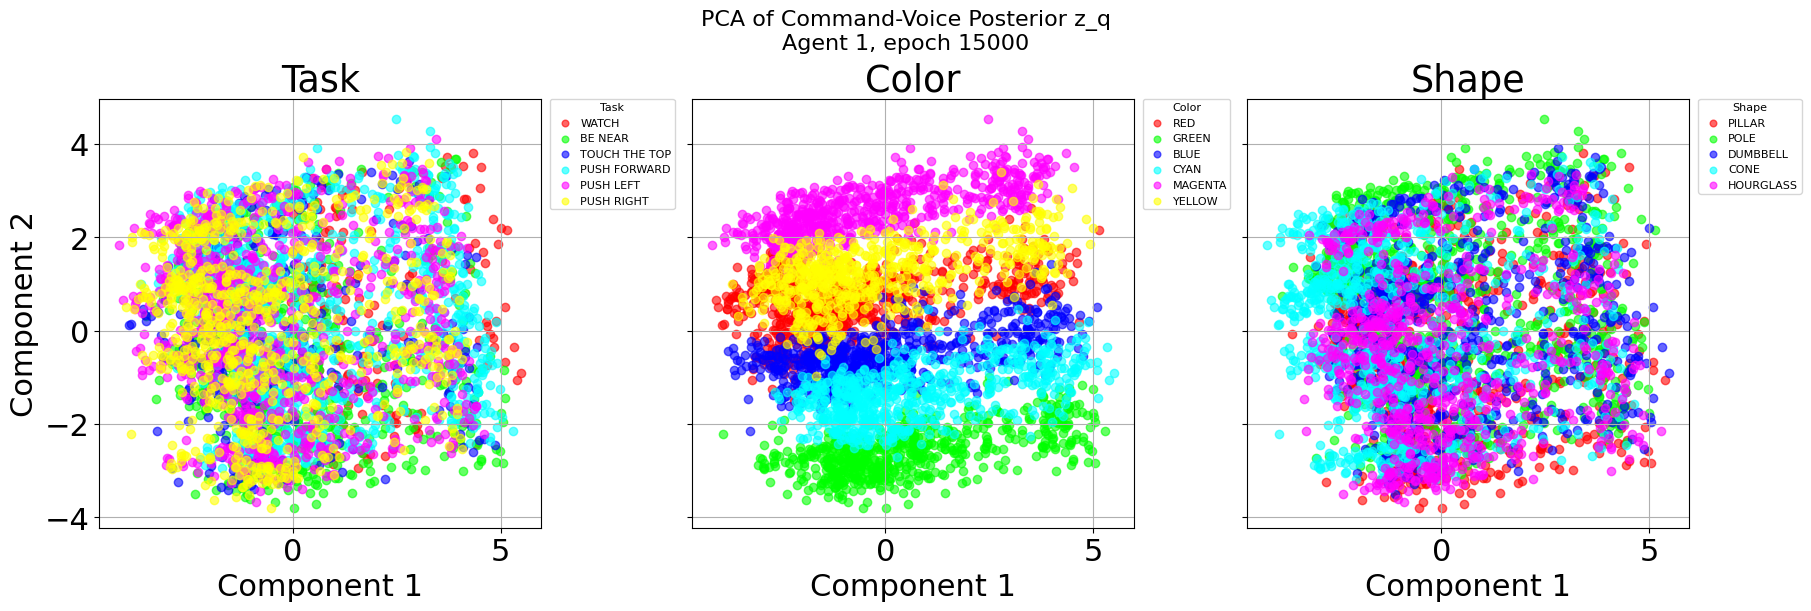 PCA of Command-Voice Posterior z_q
Agent 1, epoch 15000
Task
Component 2
4
2
0
−2
−4
0
5
Component 1
Task
WATCH
BE NEAR
TOUCH THE TOP
PUSH FORWARD
PUSH LEFT
PUSH RIGHT
Color
0
5
Component 1
Color
RED
GREEN
BLUE
CYAN
MAGENTA
YELLOW
Shape
0
5
Component 1
Shape
PILLAR
POLE
DUMBBELL
CONE
HOURGLASS